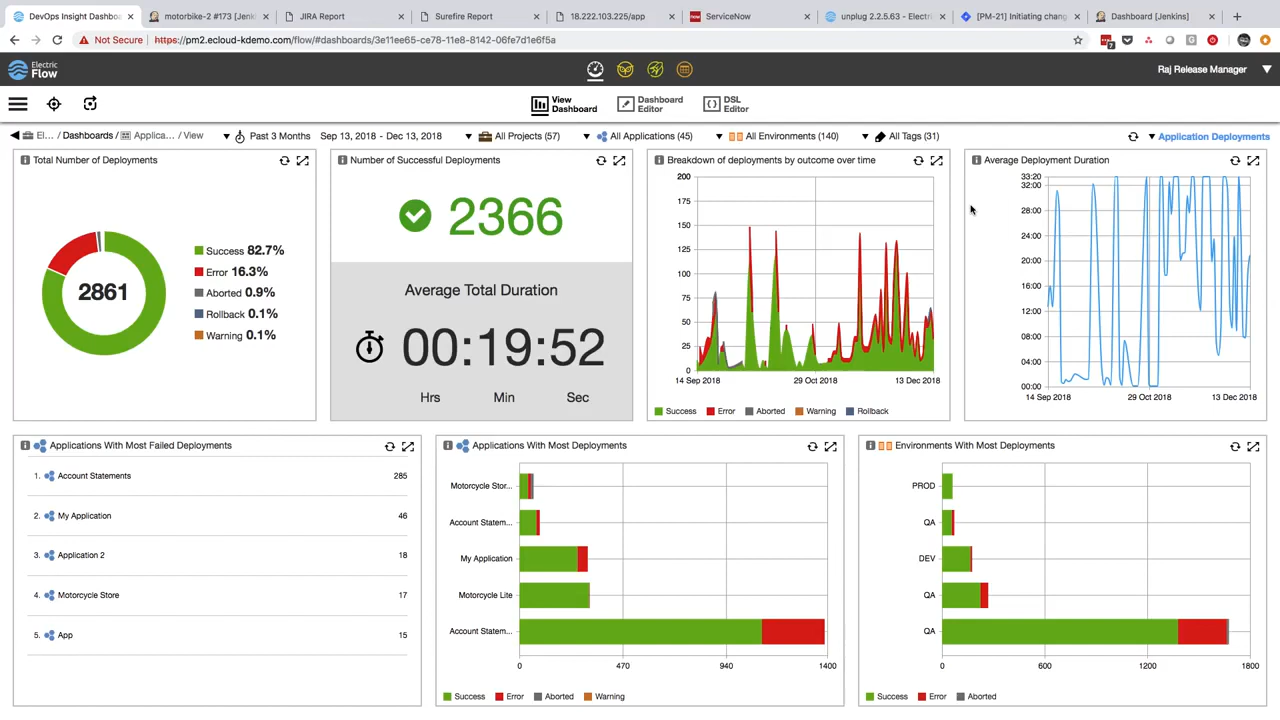 DevOps Insight Dashboa
motorbike-2 #173 [Jenki
JIRA Report
Surefire Report
18.222.103.225/app
ServiceNow
unplug 2.2.5.63 - Electri
[PM-21] Initiating chang
Dashboard [Jenkins]
Not Secure
https://pm2.ecloud-kdemo.com/flow/#dashboards/3e11ee65-ce78-11e8-8142-06fe7d1e6f5a
Electric
Flow
Raj Release Manager
View
Dashboard
Dashboard
Editor
DSL
Editor
El... / Dashboards / Applica... / View
Past 3 Months
Sep 13, 2018 - Dec 13, 2018
All Projects (57)
All Applications (45)
All Environments (140)
All Tags (31)
Application Deployments
Total Number of Deployments
2861
Success 82.7%
Error 16.3%
Aborted 0.9%
Rollback 0.1%
Warning 0.1%
Number of Successful Deployments
2366
Average Total Duration
00:19:52
Hrs Min Sec
Breakdown of deployments by outcome over time
200
175
150
125
100
75
50
25
0
14 Sep 2018 29 Oct 2018 13 Dec 2018
Success Error Aborted Warning Rollback
Average Deployment Duration
33:20
32:00
28:00
24:00
20:00
16:00
12:00
08:00
04:00
00:00
14 Sep 2018 29 Oct 2018 13 Dec 2018
Applications With Most Failed Deployments
1. Account Statements 285
2. My Application 46
3. Application 2 18
4. Motorcycle Store 17
5. App 15
Applications With Most Deployments
Motorcycle Stor...
Account Statem...
My Application
Motorcycle Lite
Account Statem...
0 470 940 1400
Success Error Aborted Warning
Environments With Most Deployments
PROD
QA
DEV
QA
QA
0 600 1200 1800
Success Error Aborted